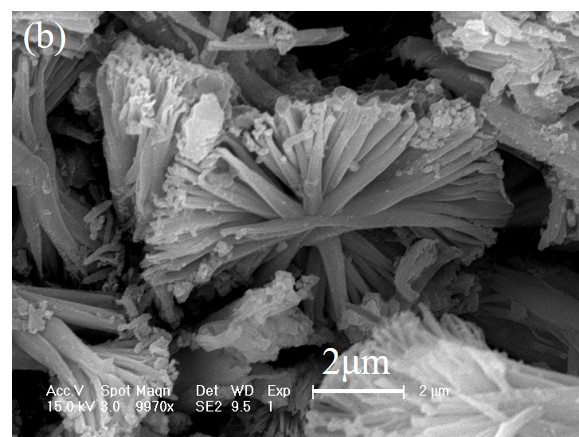 (b)
2μm
Acc.V Spot Magn Det WD Exp
15.0 kV 3.0 9970x SE2 9.5 1 2 μm